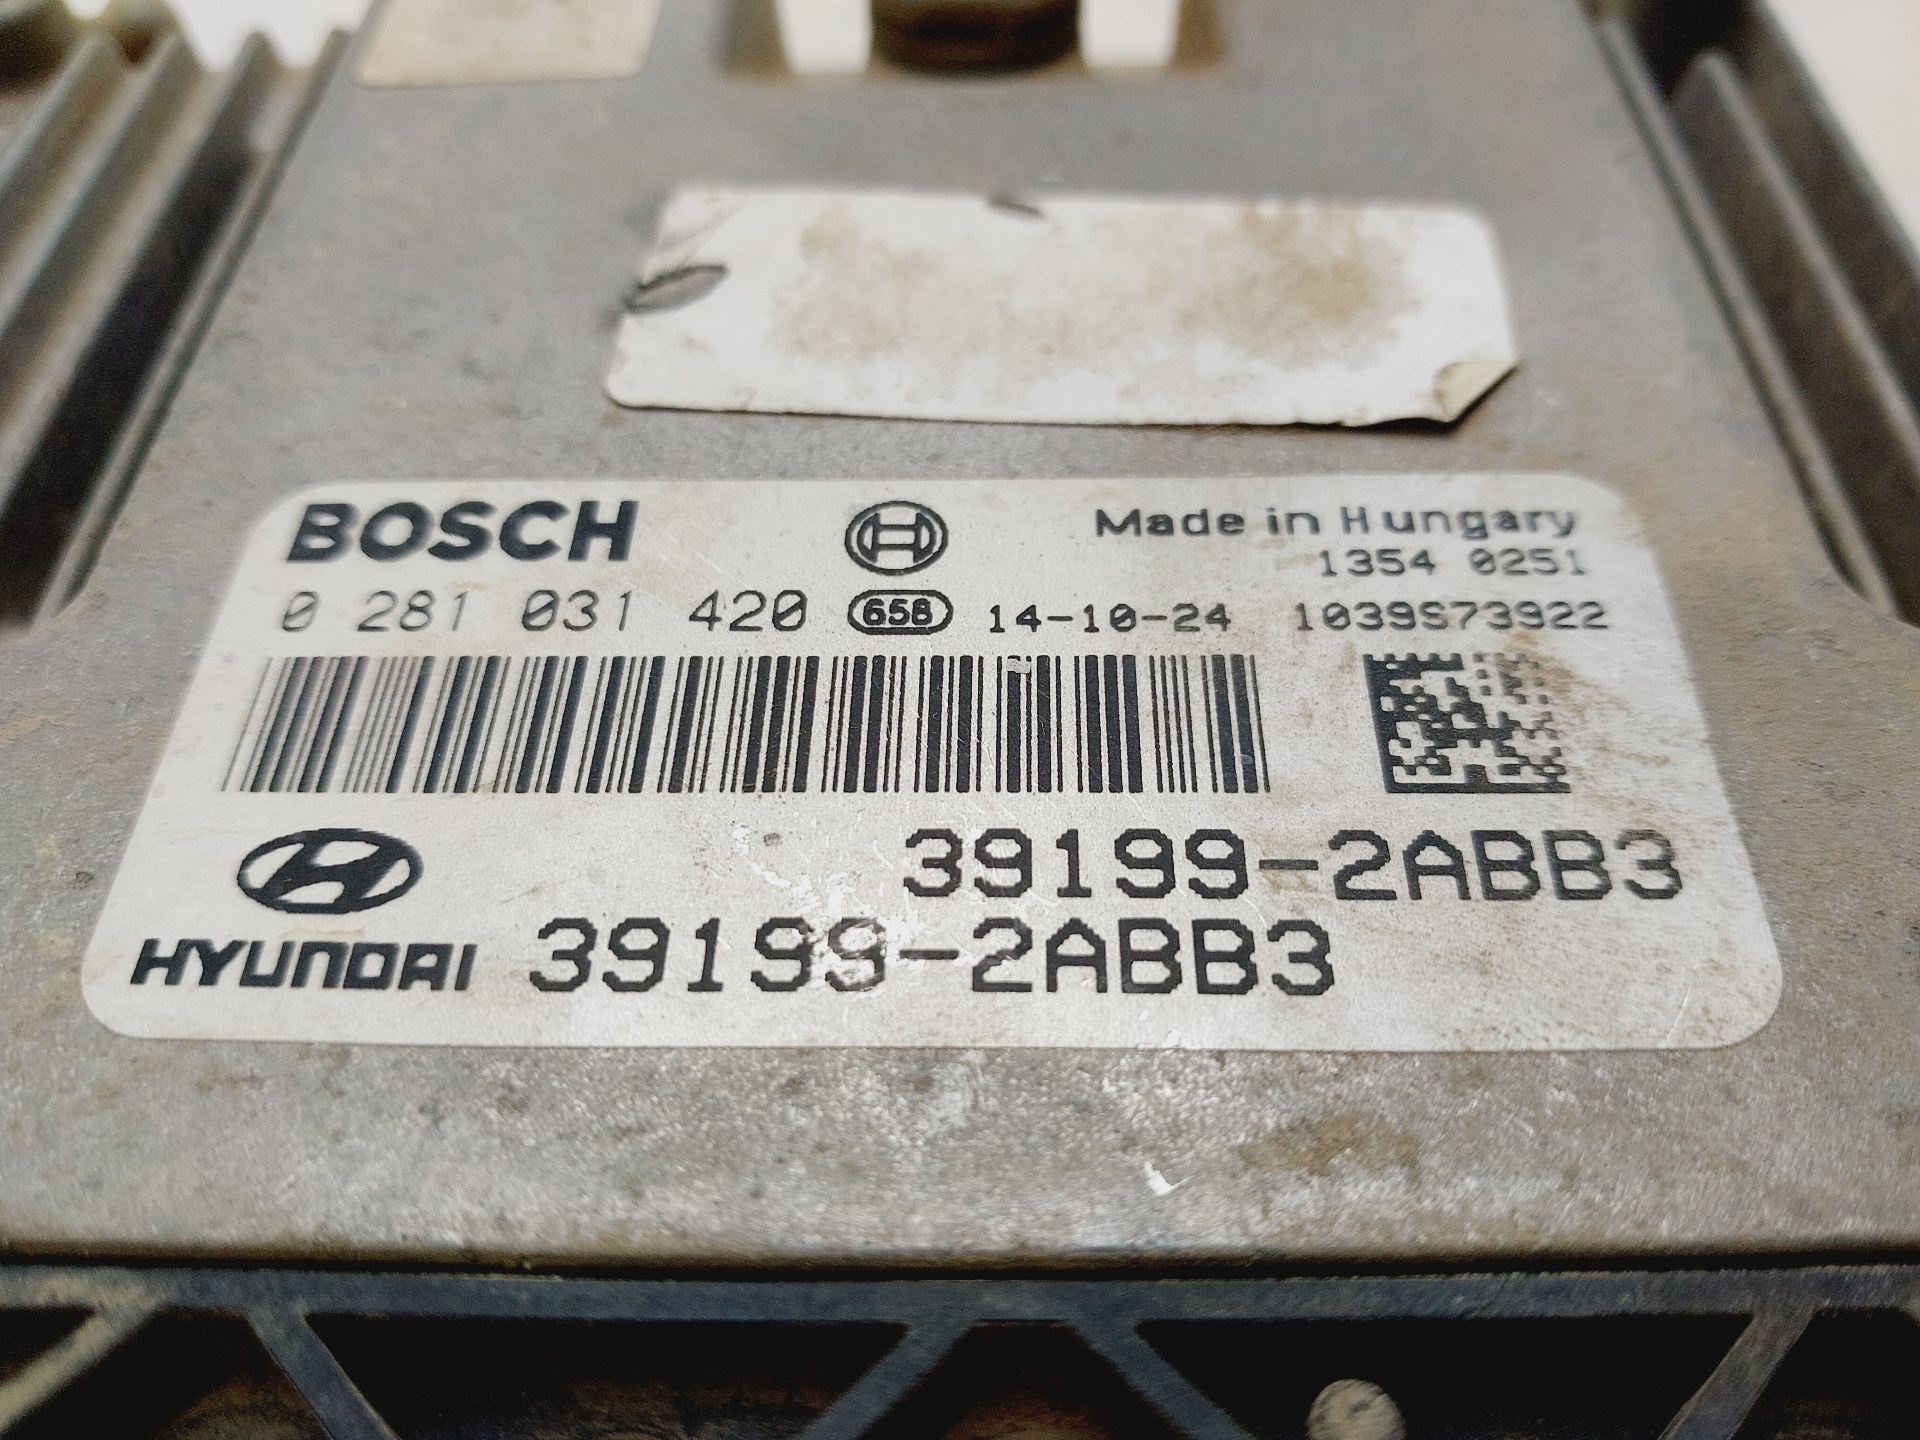 BOSCH
Made in Hungary
1354 0251
0 281 031 420 658 14-10-24 1039S73922
39199-2ABB3
HYUNDAI 39199-2ABB3